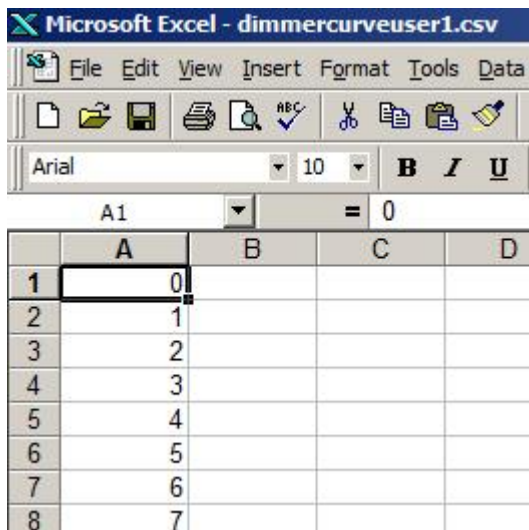 Microsoft Excel - dimmercurveuser1.csv
File Edit View Insert Format Tools Data
ABC
Arial 10 B I U
A1 = 0
A B C D
1 0
2 1
3 2
4 3
5 4
6 5
7 6
8 7